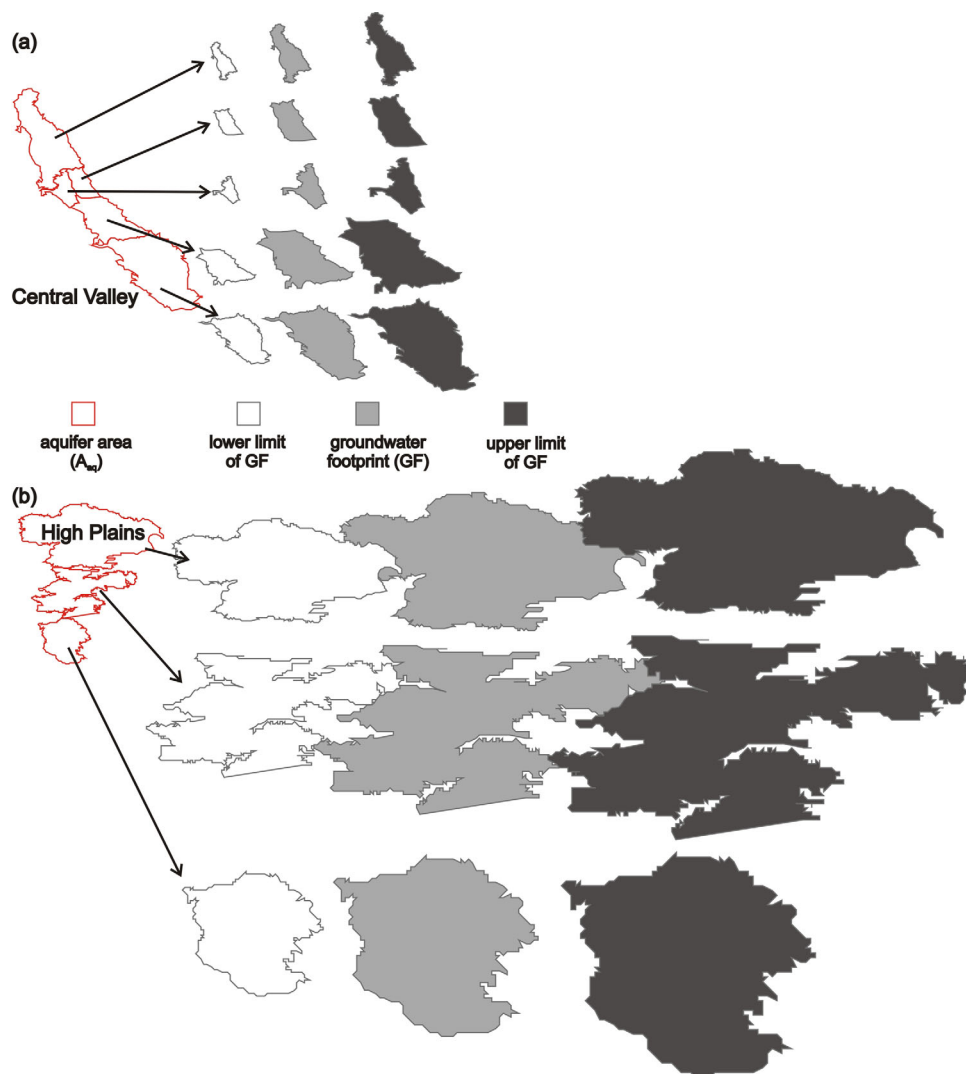 (a)
Central Valley
aquifer area
(Aaq)
lower limit
of GF
groundwater
footprint (GF)
upper limit
of GF
(b)
High Plains